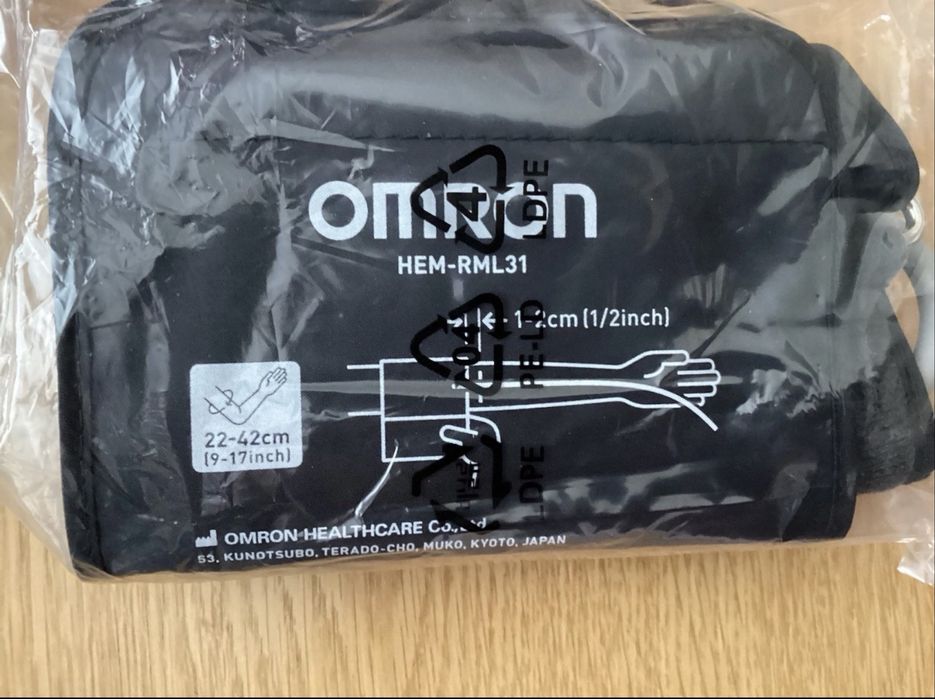 OMRON
HEM-RML31
1-2cm (1/2inch)
22-42cm
(9-17inch)
OMRON HEALTHCARE Co., Ltd.
53, KUNOTSUBO, TERADO-CHO, MUKO, KYOTO, JAPAN
4
LDPE
04
PE-LD
LDPE